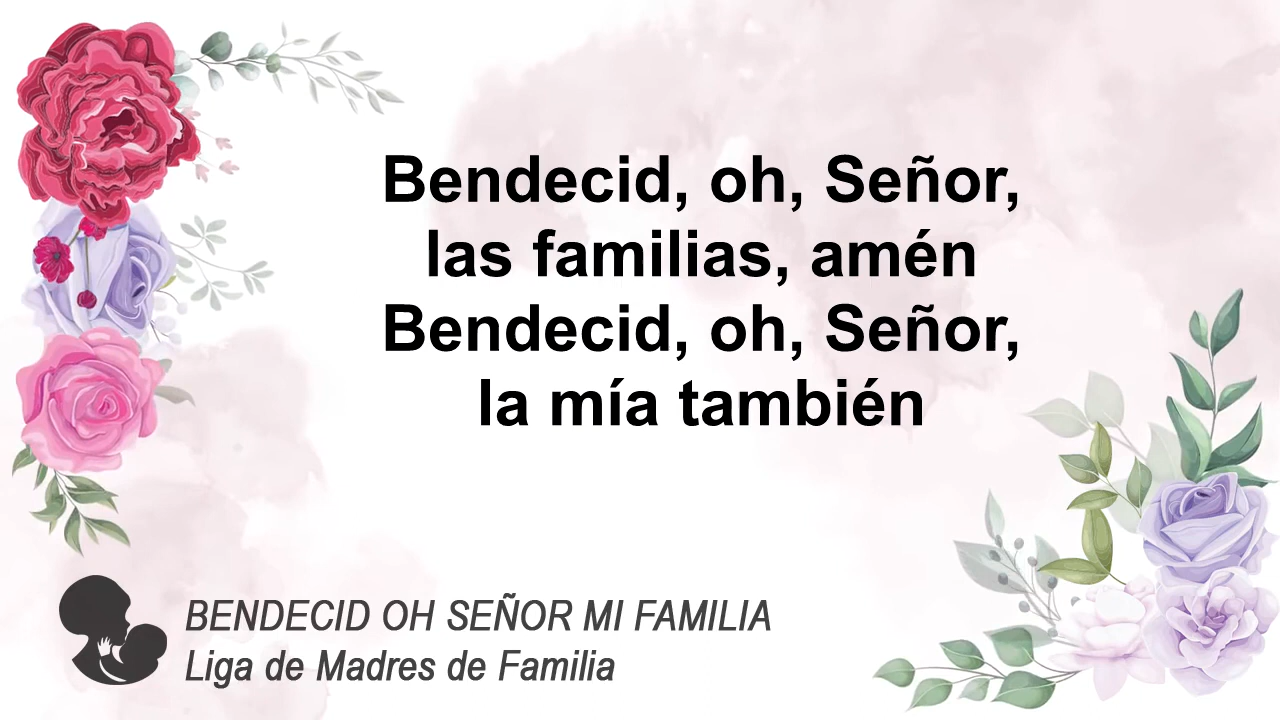 Bendecid, oh, Señor,
las familias, amén
Bendecid, oh, Señor,
la mía también
BENDECID OH SEÑOR MI FAMILIA
Liga de Madres de Familia